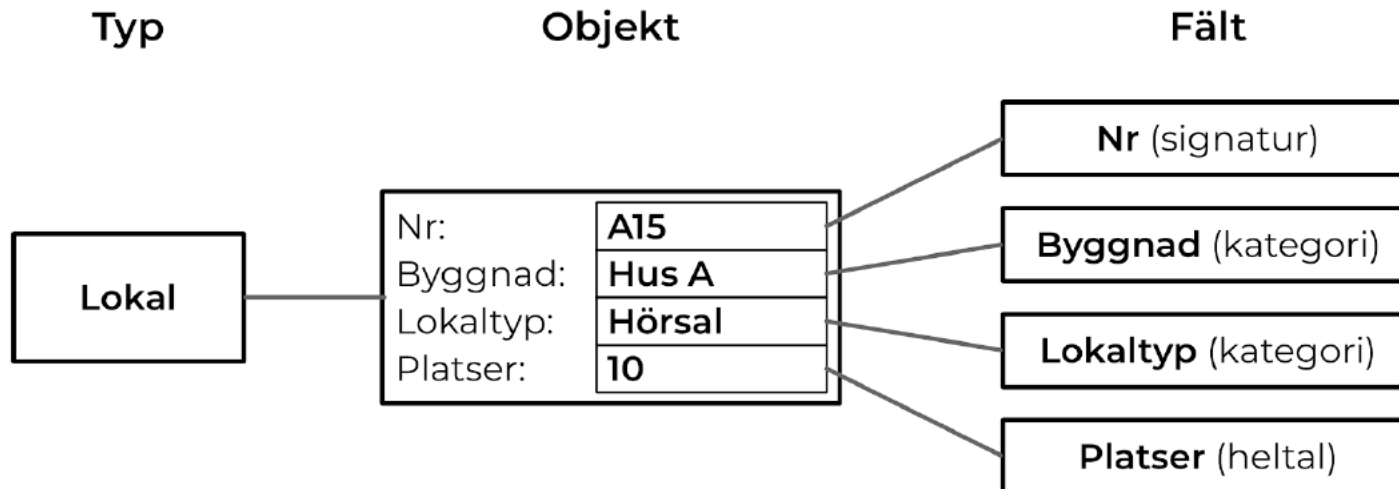 Typ
Objekt
Fält
Lokal
Nr: A15
Byggnad: Hus A
Lokaltyp: Hörsal
Platser: 10
Nr (signatur)
Byggnad (kategori)
Lokaltyp (kategori)
Platser (heltal)